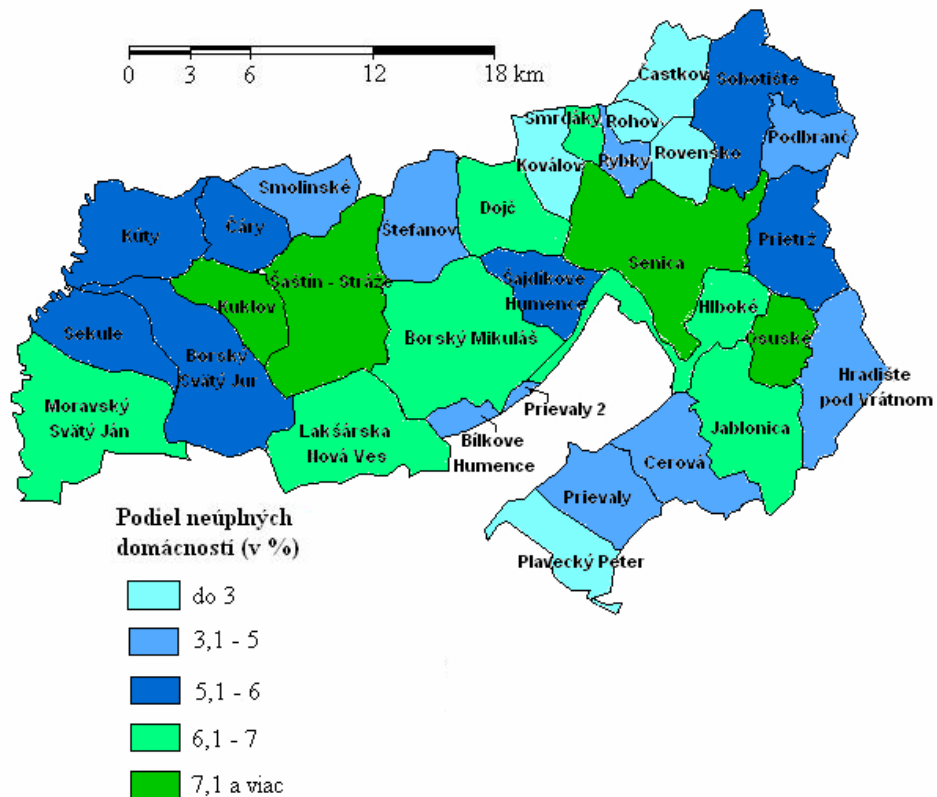 0 3 6 12 18 km
Častkov
Sobotište
Smrdáky
Rohov
Podbranč
Koválov
Rybky
Rovensko
Smolinské
Dojč
Štefanov
Kúty
Čáry
Prietrž
Senica
Šaštín - Stráže
Šajdíkove
Humence
Kuklov
Hlboké
Sekule
Borský Mikuláš
Osuské
Borský
Svätý Jur
Hradište
pod Vrátnom
Prievaly 2
Moravský
Svätý Ján
Jablonica
Lakšárska
Nová Ves
Bílkove
Humence
Cerová
Prievaly
Plavecký Peter
Podiel neúplných
domácností (v %)
do 3
3,1 - 5
5,1 - 6
6,1 - 7
7,1 a viac